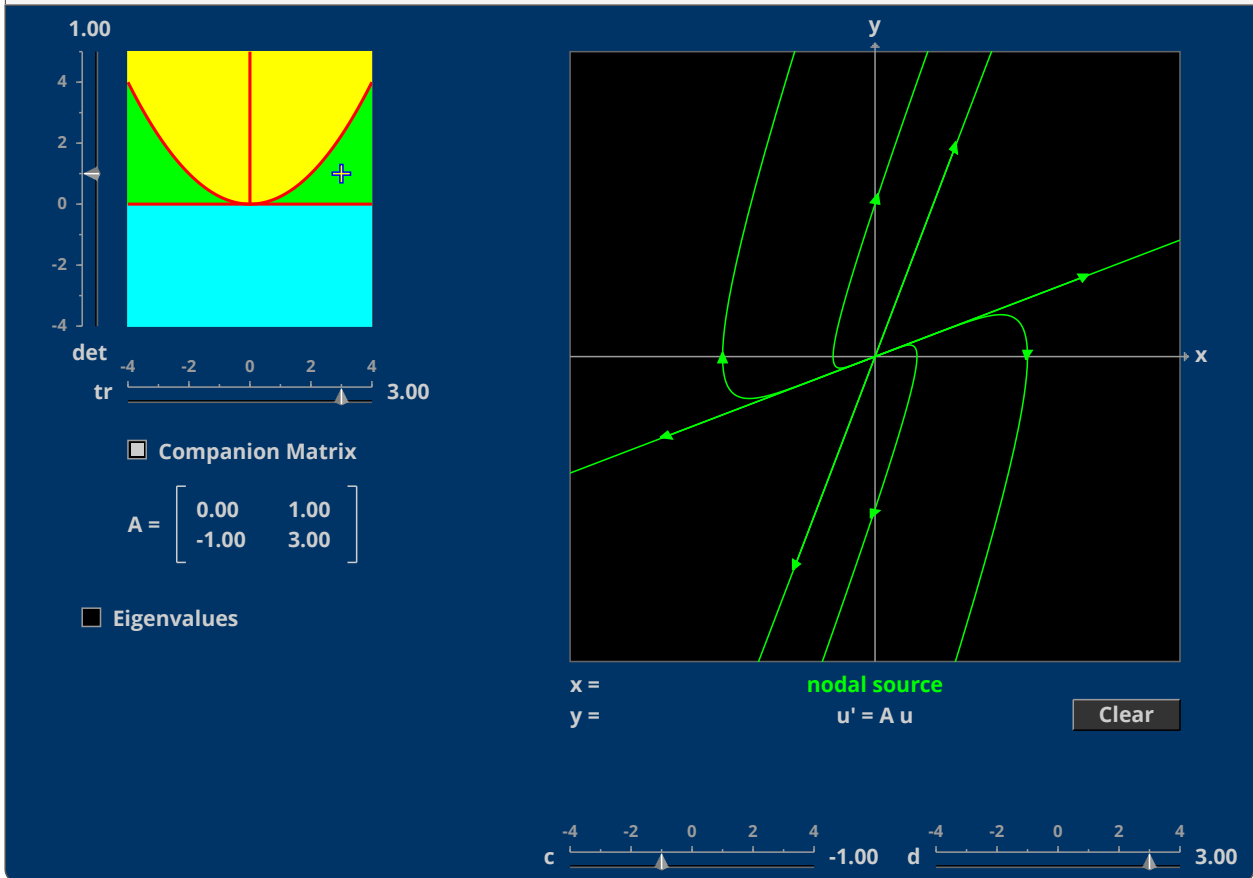 1.00
4
2
0
-2
-4
det
-4 -2 0 2 4
tr 3.00
Companion Matrix
A =
0.00 1.00
-1.00 3.00
Eigenvalues
y
x
x = nodal source
y = u' = A u Clear
-4 -2 0 2 4
c -1.00
-4 -2 0 2 4
d 3.00